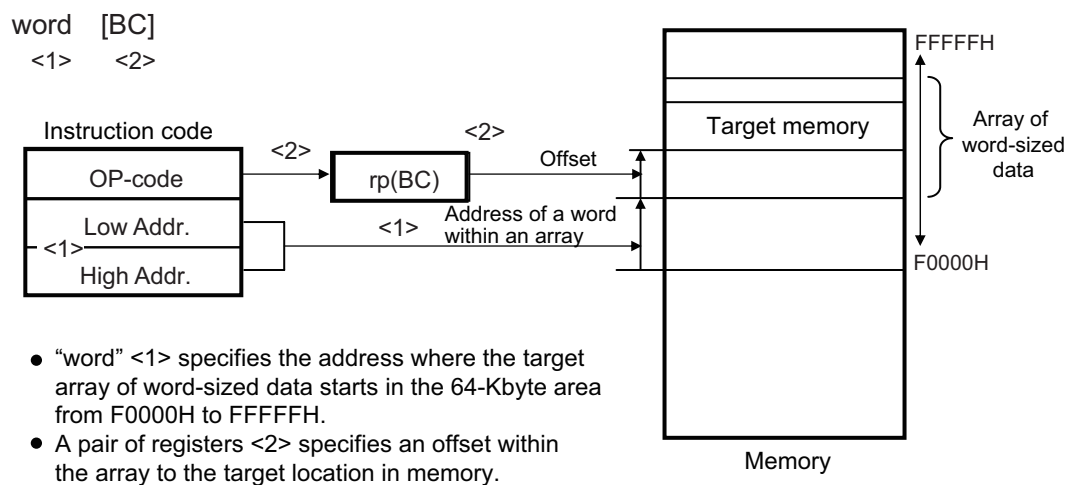 word [BC]
<1> <2>
Instruction code
OP-code
Low Addr.
<1>
High Addr.
<2>
rp(BC)
<2>
Offset
<1>
Address of a word
within an array
Target memory
FFFFFH
Array of
word-sized
data
F0000H
Memory
● “word” <1> specifies the address where the target
array of word-sized data starts in the 64-Kbyte area
from F0000H to FFFFFH.
● A pair of registers <2> specifies an offset within
the array to the target location in memory.